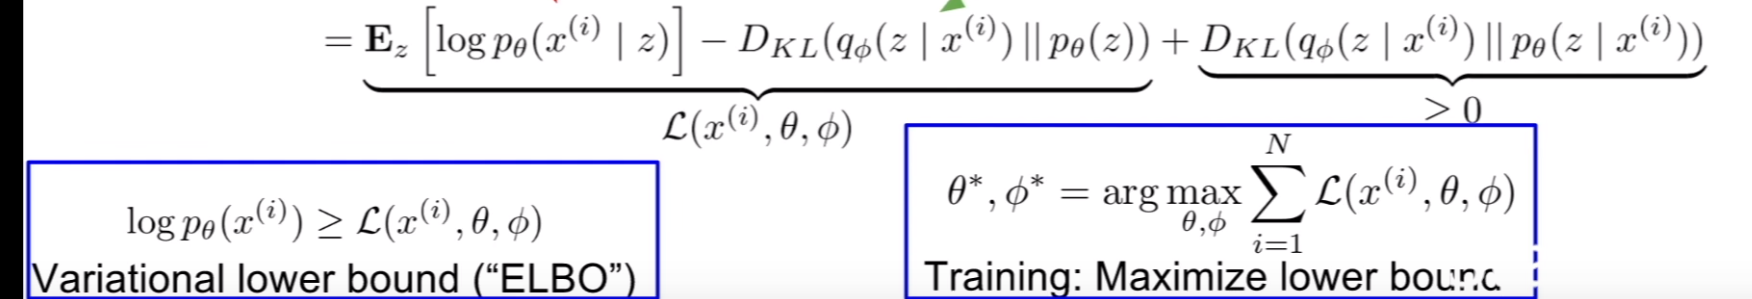 = E_z [log p_θ(x^(i) | z)] − D_KL(q_ϕ(z | x^(i)) || p_θ(z)) + D_KL(q_ϕ(z | x^(i)) || p_θ(z | x^(i)))
ℒ(x^(i), θ, ϕ)
> 0
log p_θ(x^(i)) ≥ ℒ(x^(i), θ, ϕ)
Variational lower bound (“ELBO”)
θ*, ϕ* = arg max_{θ,ϕ} ∑_{i=1}^{N} ℒ(x^(i), θ, ϕ)
Training: Maximize lower bound